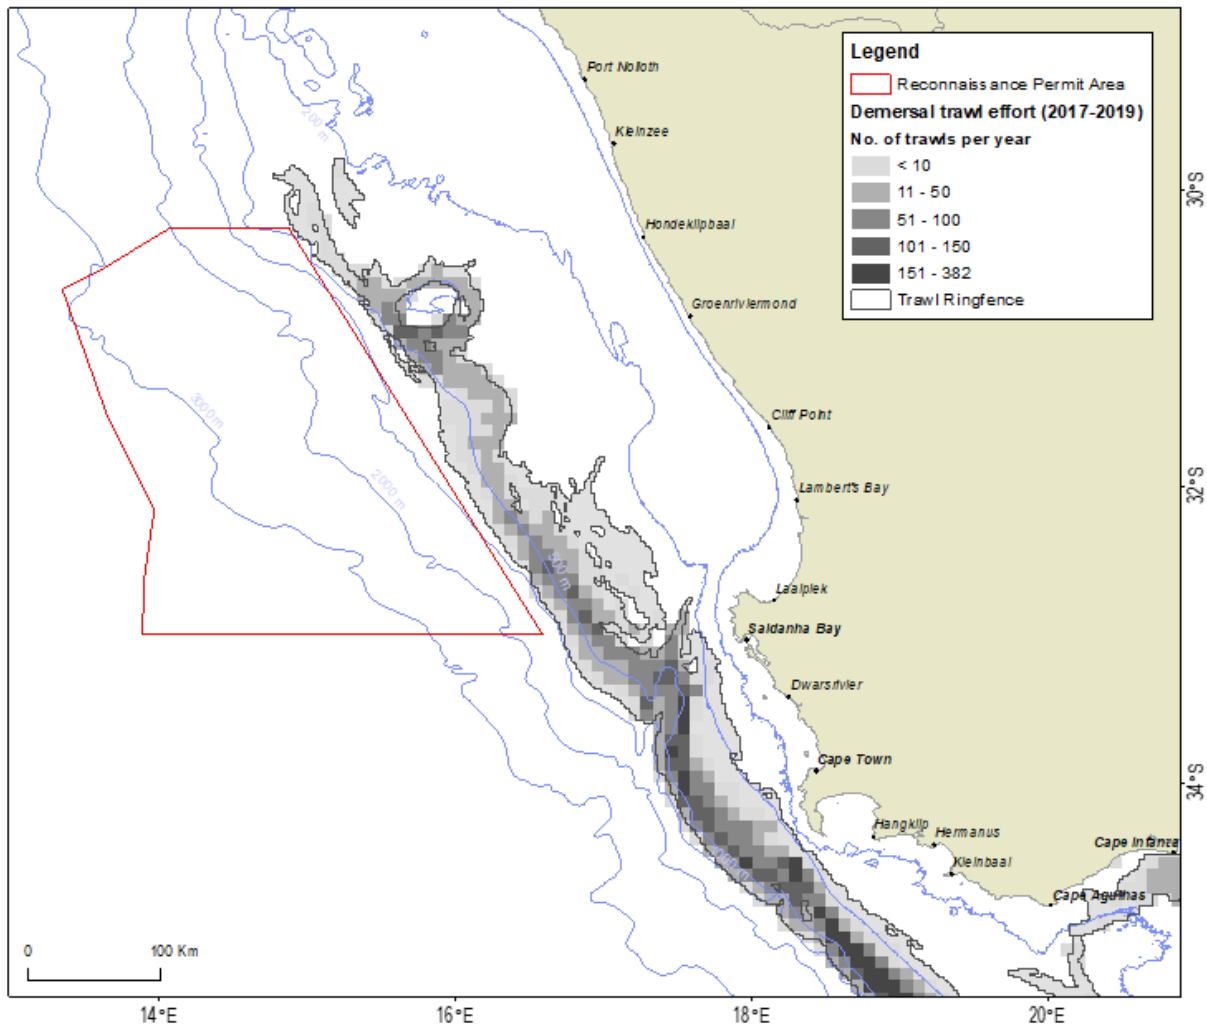 Legend
Reconnaissance Permit Area
Demersal trawl effort (2017-2019)
No. of trawls per year
< 10
11 - 50
51 - 100
101 - 150
151 - 382
Trawl Ringfence
Port Nolloth
200 m
Kleinzee
30°S
Hondeklipbaai
Groenriviermond
3000 m
Cliff Point
2000 m
Lambert's Bay
32°S
500 m
Laaiplek
Saldanha Bay
Dwarsrivier
Cape Town
34°S
Hangklip
Hermanus
Cape Infanta
Kleinbaai
Cape Agulhas
0 100 Km
14°E 16°E 18°E 20°E